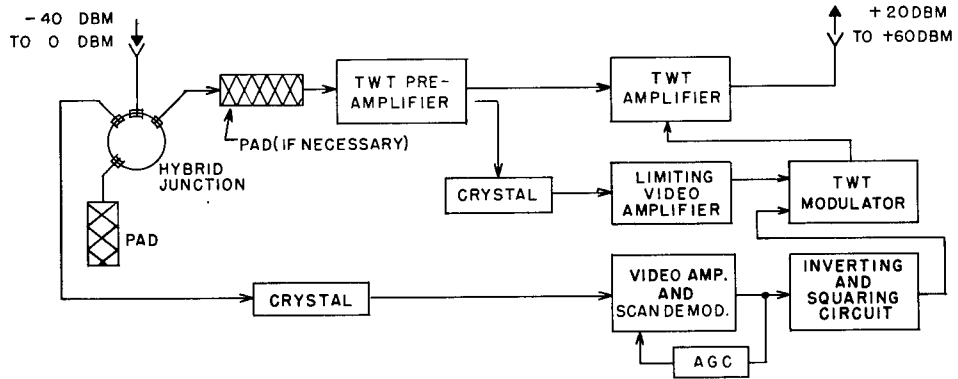 -40 DBM
TO 0 DBM
+20DBM
TO +60DBM
TWT PRE-
AMPLIFIER
TWT
AMPLIFIER
PAD(IF NECESSARY)
HYBRID
JUNCTION
PAD
CRYSTAL
LIMITING
VIDEO
AMPLIFIER
TWT
MODULATOR
CRYSTAL
VIDEO AMP.
AND
SCAN DEMOD.
INVERTING
AND
SQUARING
CIRCUIT
AGC